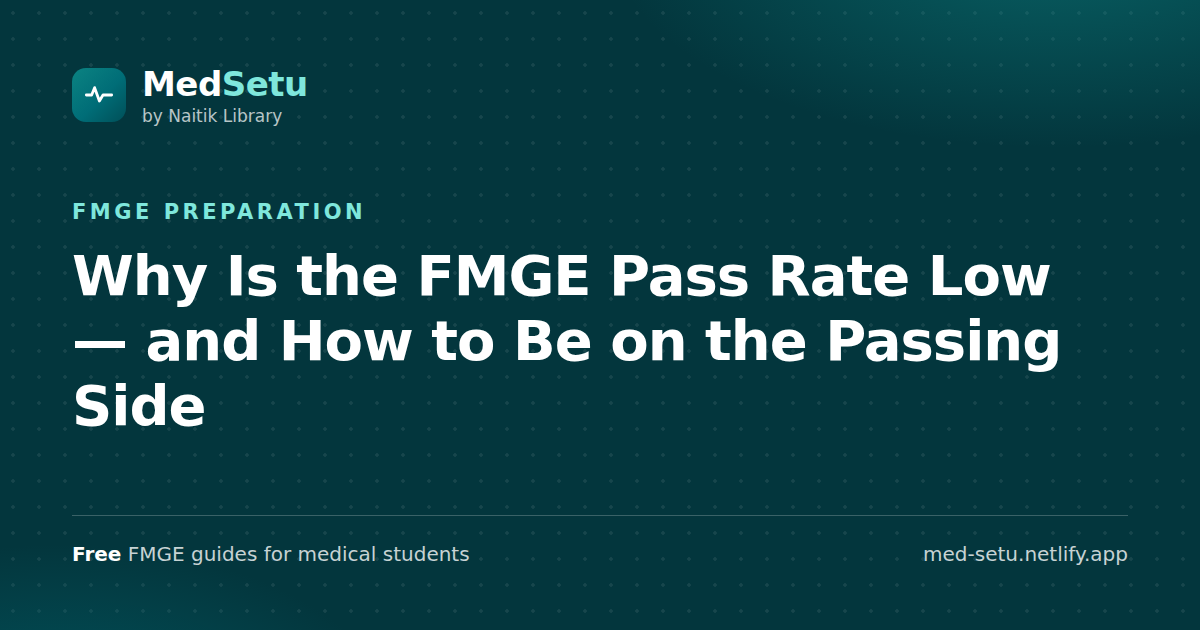 MedSetu
by Naitik Library
FMGE PREPARATION
Why Is the FMGE Pass Rate Low
— and How to Be on the Passing
Side
Free FMGE guides for medical students
med-setu.netlify.app